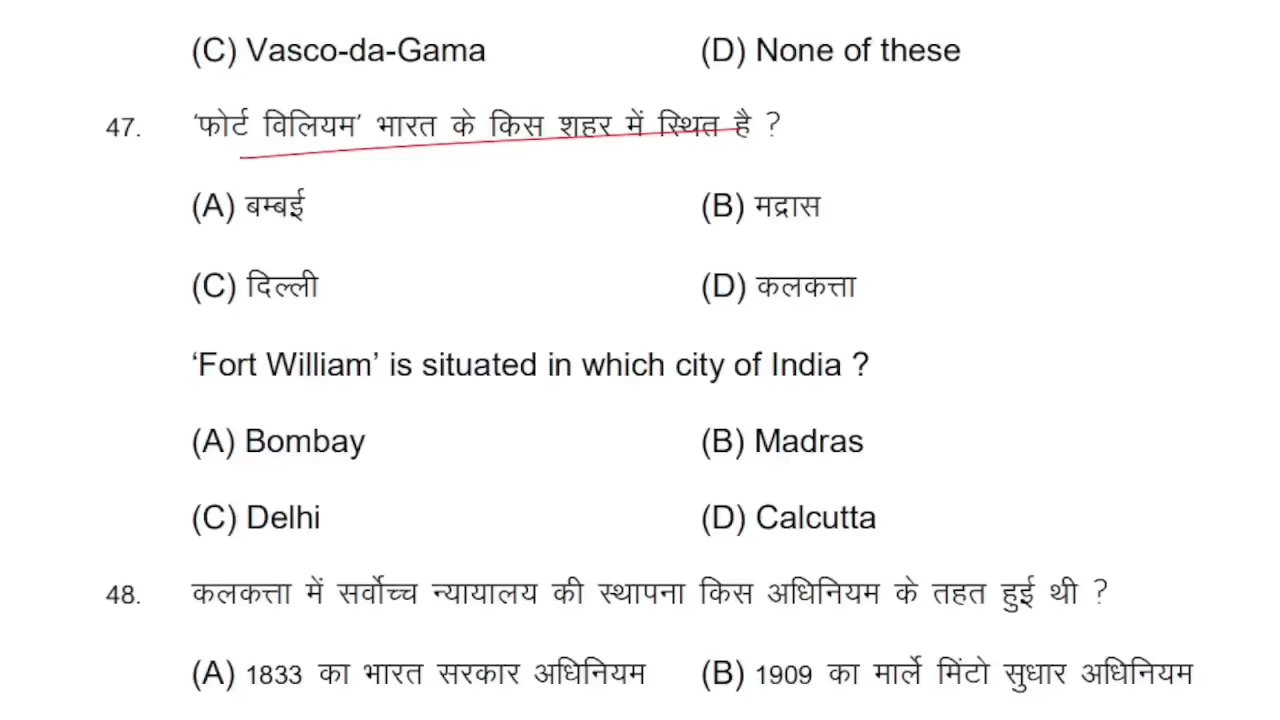 (C) Vasco-da-Gama (D) None of these
47. 'फोर्ट विलियम' भारत के किस शहर में स्थित है ?
(A) बम्बई (B) मद्रास
(C) दिल्ली (D) कलकत्ता
‘Fort William’ is situated in which city of India ?
(A) Bombay (B) Madras
(C) Delhi (D) Calcutta
48. कलकत्ता में सर्वोच्च न्यायालय की स्थापना किस अधिनियम के तहत हुई थी ?
(A) 1833 का भारत सरकार अधिनियम (B) 1909 का मार्ले मिंटो सुधार अधिनियम